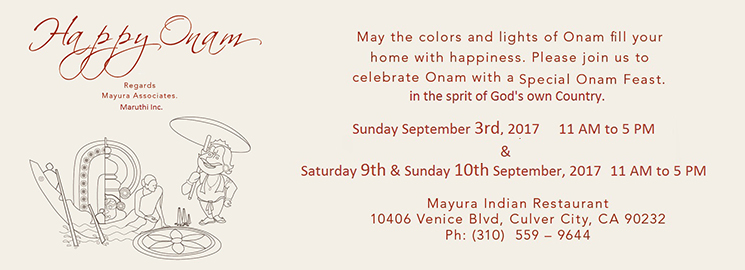 Happy Onam
Regards
Mayura Associates.
Maruthi Inc.
May the colors and lights of Onam fill your
home with happiness. Please join us to
celebrate Onam with a Special Onam Feast.
in the sprit of God's own Country.
Sunday September 3rd, 2017 11 AM to 5 PM
&
Saturday 9th & Sunday 10th September, 2017 11 AM to 5 PM
Mayura Indian Restaurant
10406 Venice Blvd, Culver City, CA 90232
Ph: (310) 559 – 9644